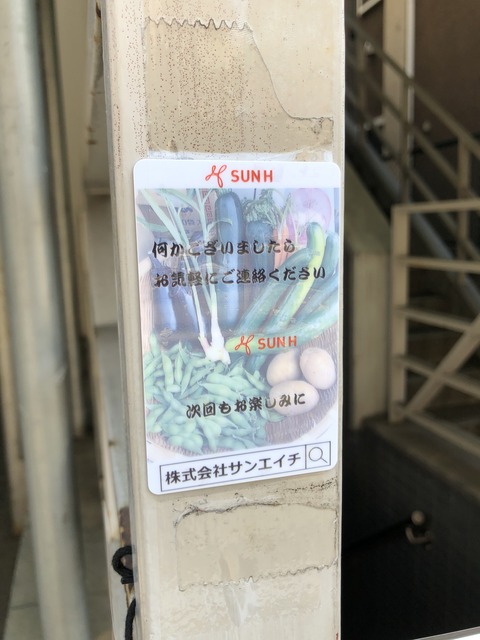 SUNH
何かございましたら
お気軽にご連絡ください
SUNH
次回もお楽しみに
株式会社サンエイチ